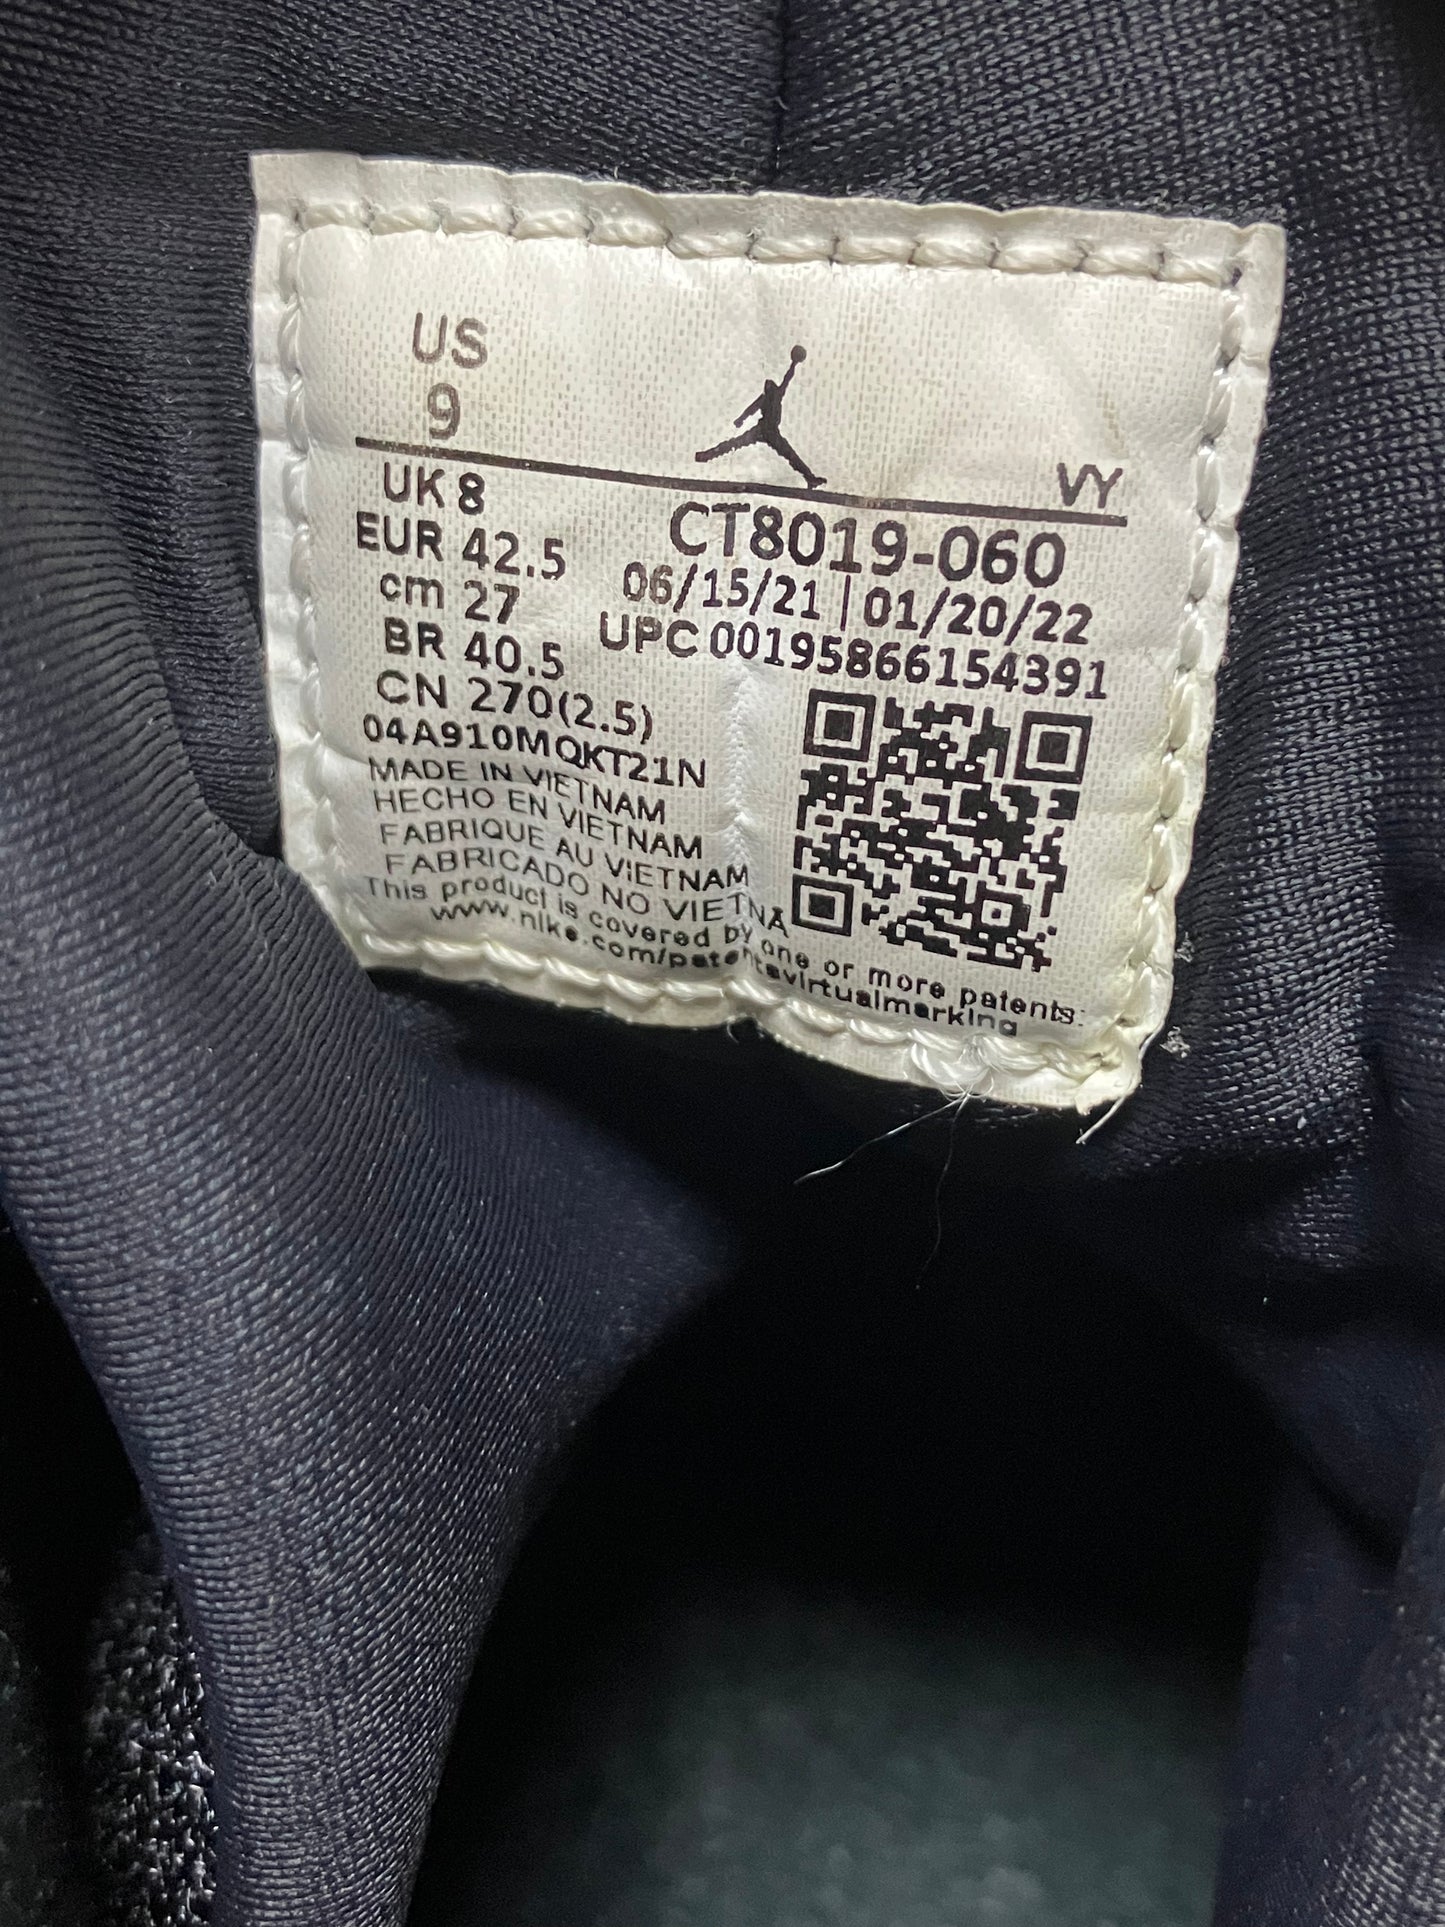 US
9
VY
UK 8
EUR 42.5
cm 27
BR 40.5
CN 270(2.5)
04A910MQKT21N
CT8019-060
06/15/21 | 01/20/22
UPC 00195866154391
MADE IN VIETNAM
HECHO EN VIETNAM
FABRIQUE AU VIETNAM
FABRICADO NO VIETNA
This product is covered by one or more patents:
www.nike.com/patentsvirtualmarking